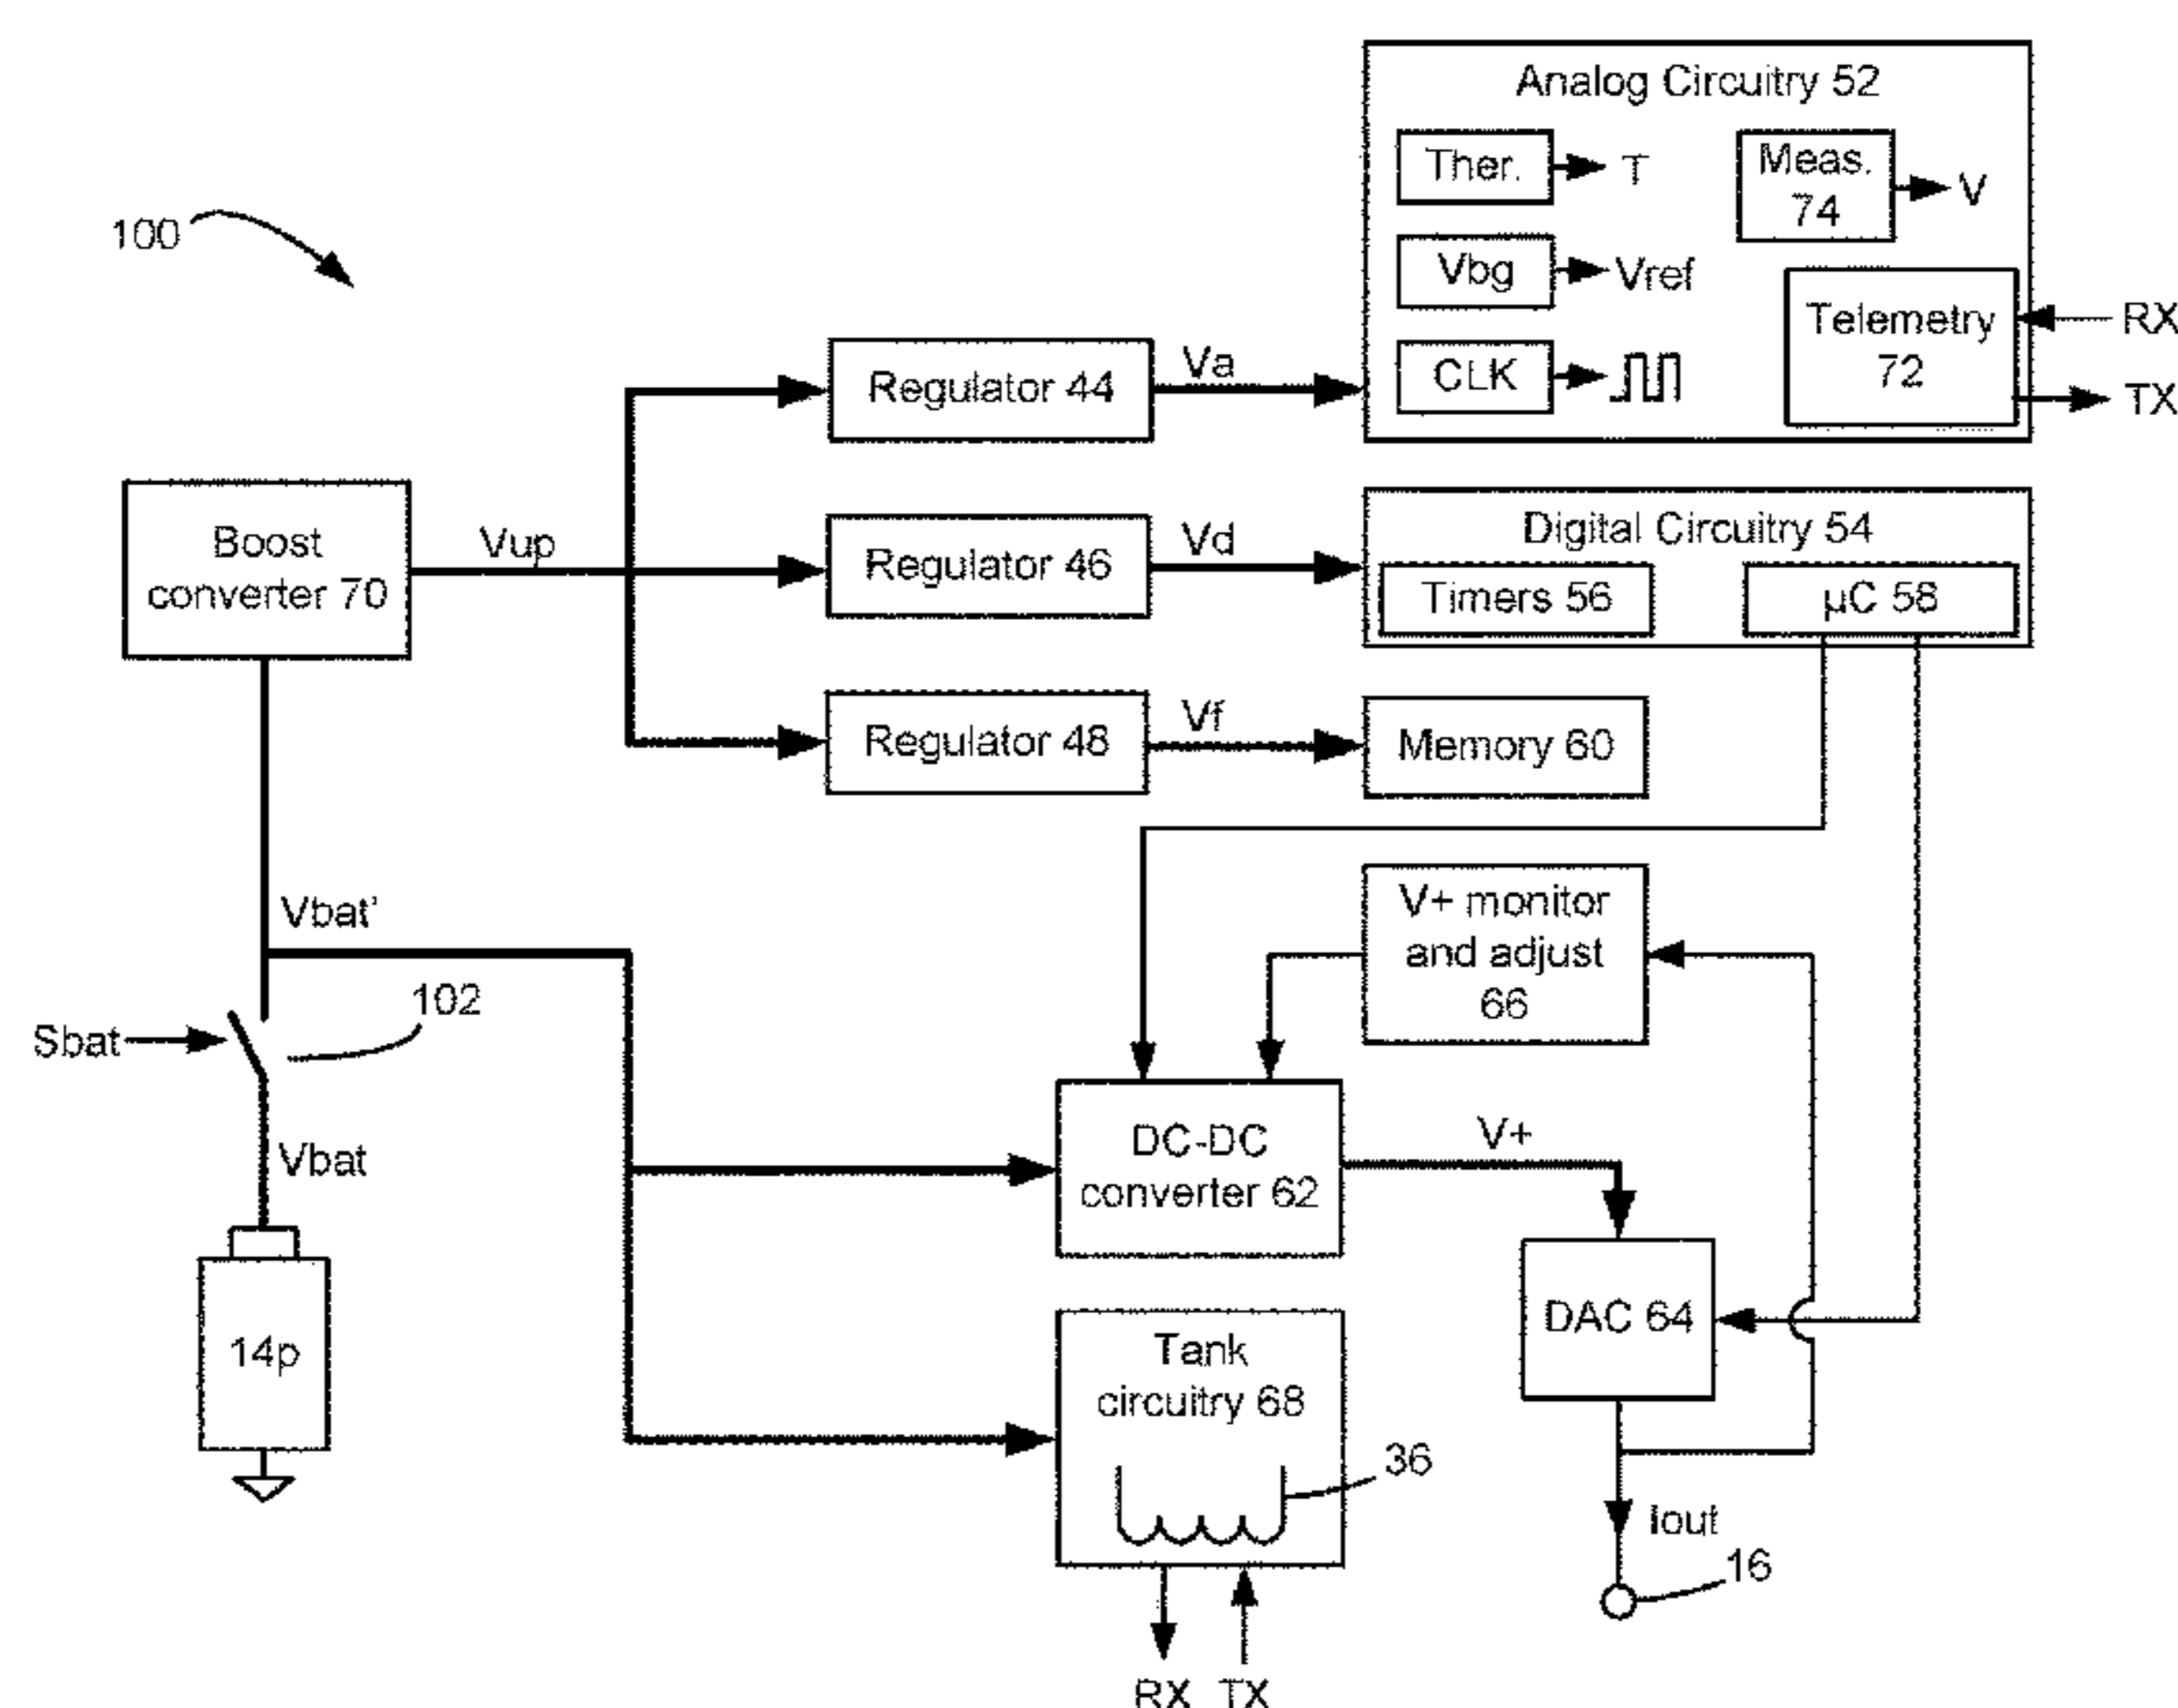 Analog Circuitry 52
Ther.
T
Meas.
74
V
100
Vbg
Vref
Telemetry
72
RX
TX
CLK
Regulator 44
Va
Boost
converter 70
Vup
Regulator 46
Vd
Digital Circuitry 54
Timers 56
µC 58
Regulator 48
Vf
Memory 60
Vbat'
V+ monitor
and adjust
66
102
Sbat
Vbat
DC-DC
converter 62
V+
14p
DAC 64
Tank
circuitry 68
36
Iout
16
RX TX